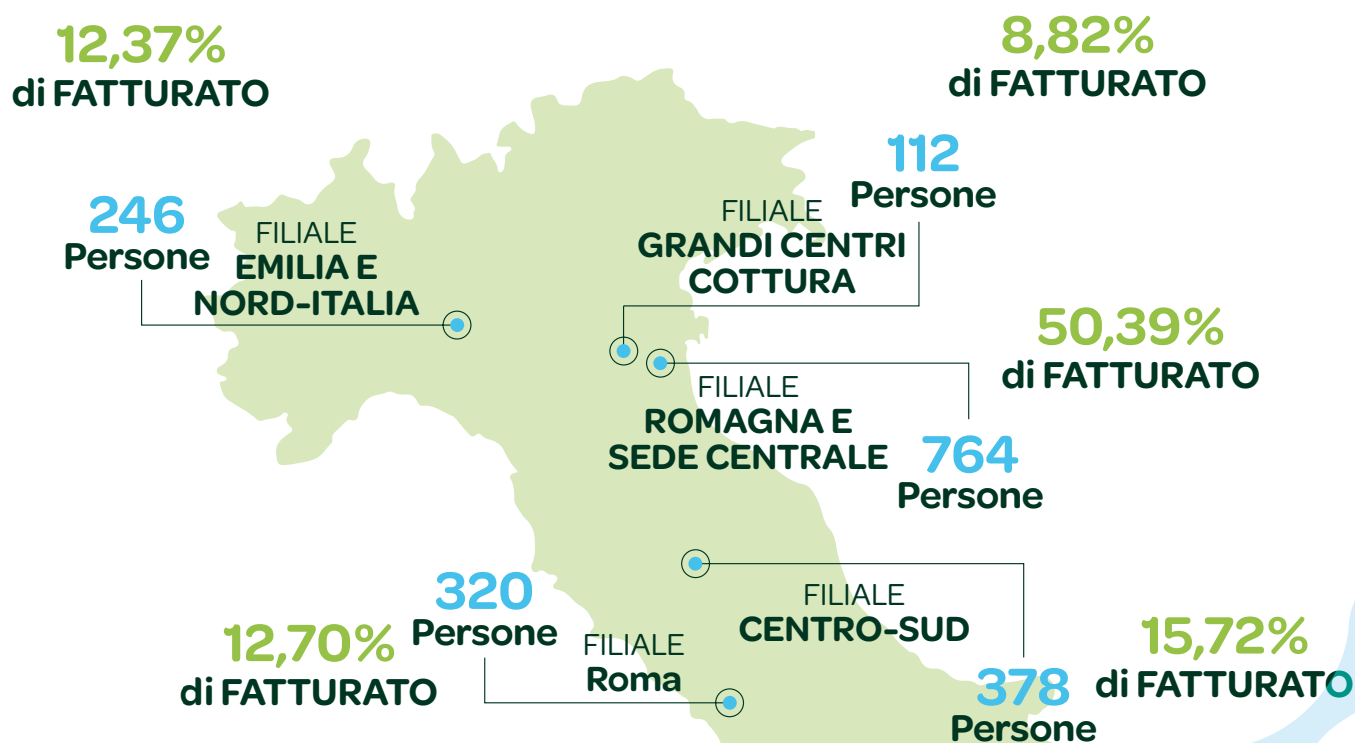 12,37%
di FATTURATO
8,82%
di FATTURATO
112
Persone
246
Persone
FILIALE
EMILIA E
NORD-ITALIA
FILIALE
GRANDI CENTRI
COTTURA
50,39%
di FATTURATO
FILIALE
ROMAGNA E
SEDE CENTRALE
764
Persone
320
Persone
12,70%
di FATTURATO
FILIALE
Roma
FILIALE
CENTRO-SUD
378
Persone
15,72%
di FATTURATO